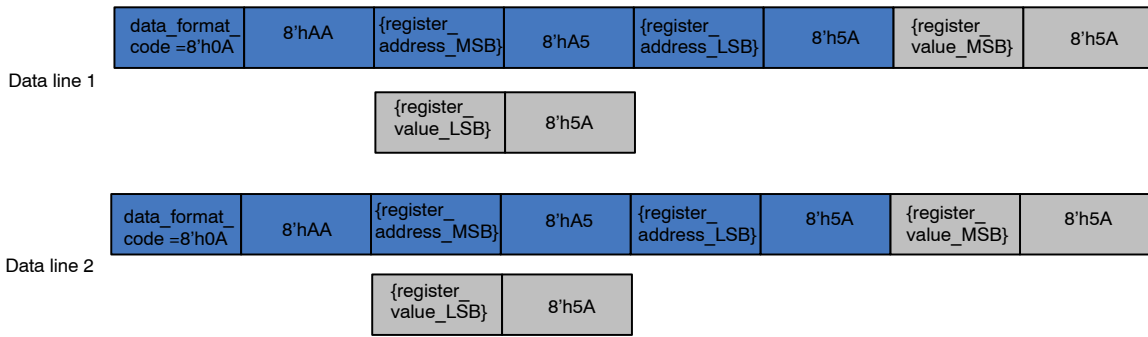 data_format_
code =8'h0A
8'hAA
{register_
address_MSB}
8'hA5
{register_
address_LSB}
8'h5A
{register_
value_MSB}
8'h5A
Data line 1
{register_
value_LSB}
8'h5A
data_format_
code =8'h0A
8'hAA
{register_
address_MSB}
8'hA5
{register_
address_LSB}
8'h5A
{register_
value_MSB}
8'h5A
Data line 2
{register_
value_LSB}
8'h5A